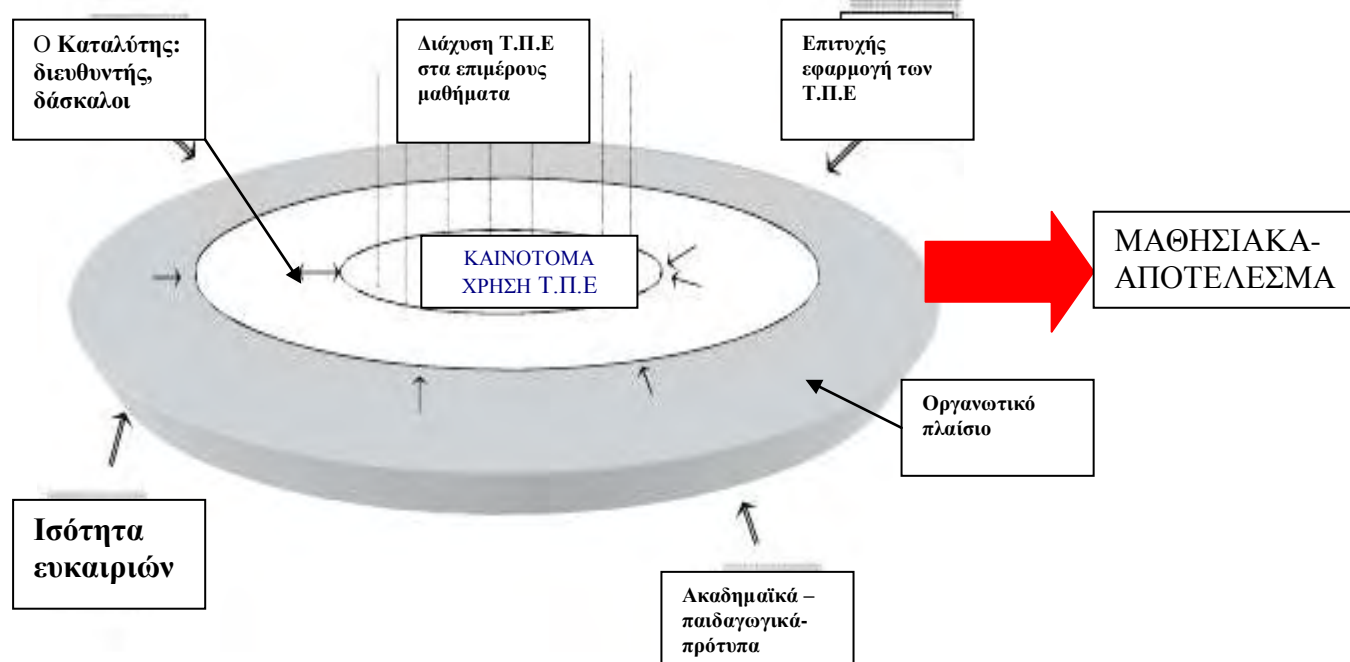 Ο Καταλύτης:
διευθυντής,
δάσκαλοι
Διάχυση Τ.Π.Ε
στα επιμέρους
μαθήματα
Επιτυχής
εφαρμογή των
Τ.Π.Ε
ΚΑΙΝΟΤΟΜΑ
ΧΡΗΣΗ Τ.Π.Ε
ΜΑΘΗΣΙΑΚΑ-
ΑΠΟΤΕΛΕΣΜΑ
Οργανωτικό
πλαίσιο
Ισότητα
ευκαιριών
Ακαδημαϊκά –
παιδαγωγικά-
πρότυπα